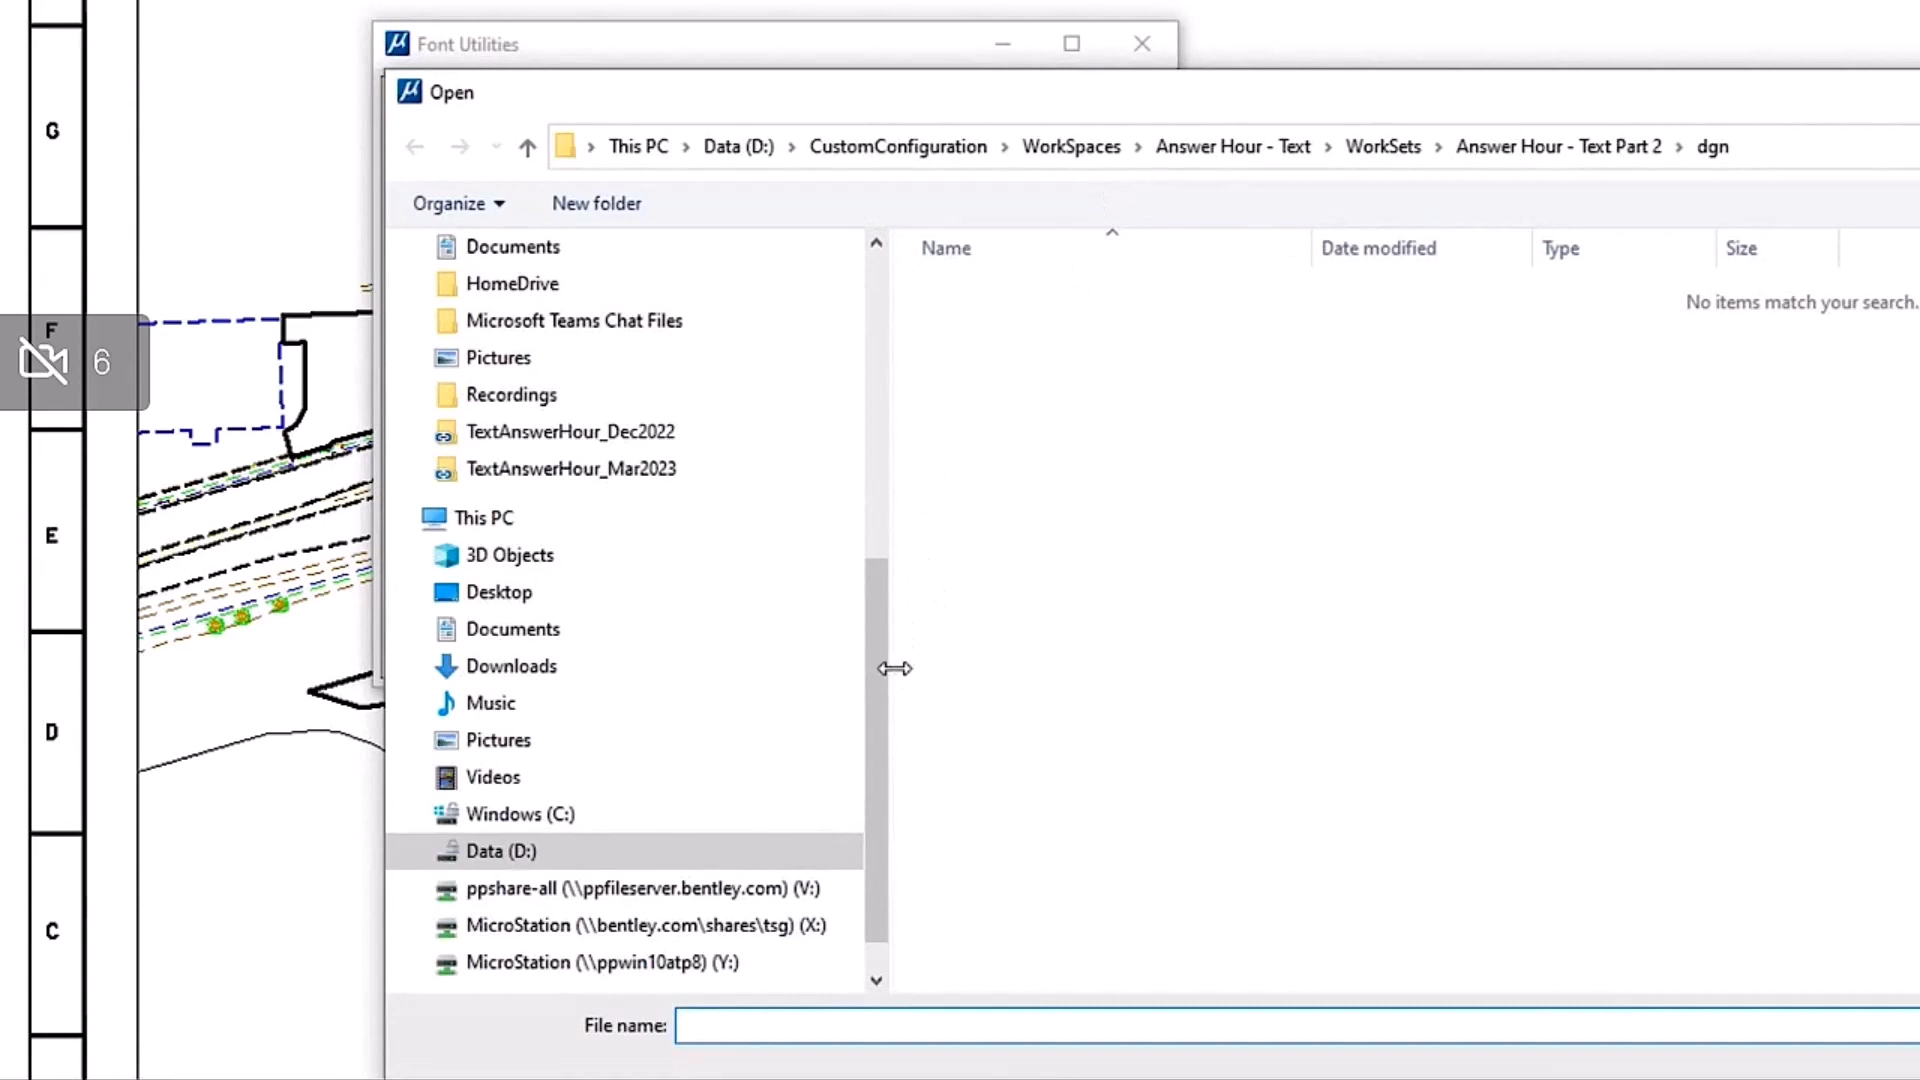 Font Utilities
Open
This PC > Data (D:) > CustomConfiguration > WorkSpaces > Answer Hour - Text > WorkSets > Answer Hour - Text Part 2 > dgn
Organize New folder
Name Date modified Type Size
No items match your search.
Documents
HomeDrive
Microsoft Teams Chat Files
Pictures
Recordings
TextAnswerHour_Dec2022
TextAnswerHour_Mar2023
This PC
3D Objects
Desktop
Documents
Downloads
Music
Pictures
Videos
Windows (C:)
Data (D:)
ppshare-all (\\ppfileserver.bentley.com) (V:)
MicroStation (\\bentley.com\shares\tsg) (X:)
MicroStation (\\ppwin10atp8) (Y:)
File name:
G
F
6
E
D
C